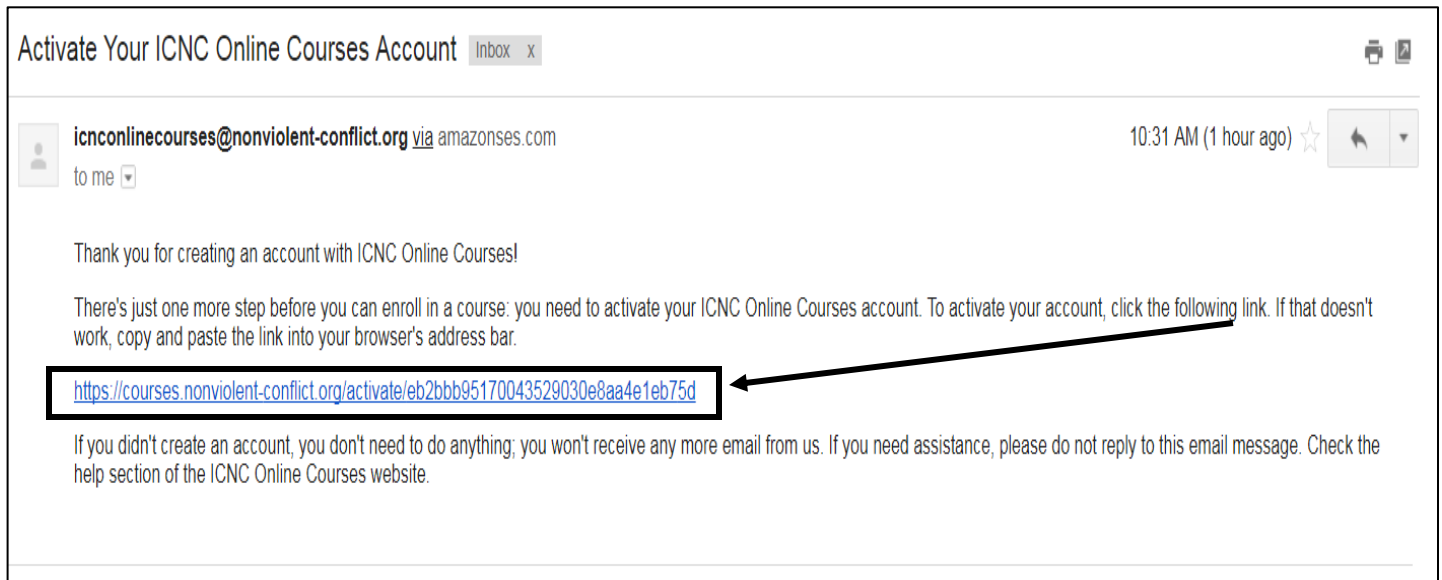 Activate Your ICNC Online Courses Account Inbox x
icnconlinecourses@nonviolent-conflict.org via amazonses.com 10:31 AM (1 hour ago)
to me
Thank you for creating an account with ICNC Online Courses!
There's just one more step before you can enroll in a course: you need to activate your ICNC Online Courses account. To activate your account, click the following link. If that doesn't
work, copy and paste the link into your browser's address bar.
https://courses.nonviolent-conflict.org/activate/eb2bbb95170043529030e8aa4e1eb75d
If you didn't create an account, you don't need to do anything; you won't receive any more email from us. If you need assistance, please do not reply to this email message. Check the
help section of the ICNC Online Courses website.